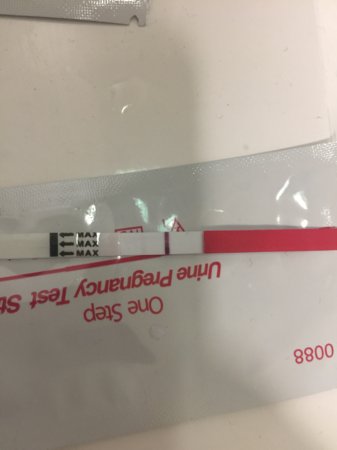 MAX
MAX
MAX
One Step
Urine Pregnancy Test
0088